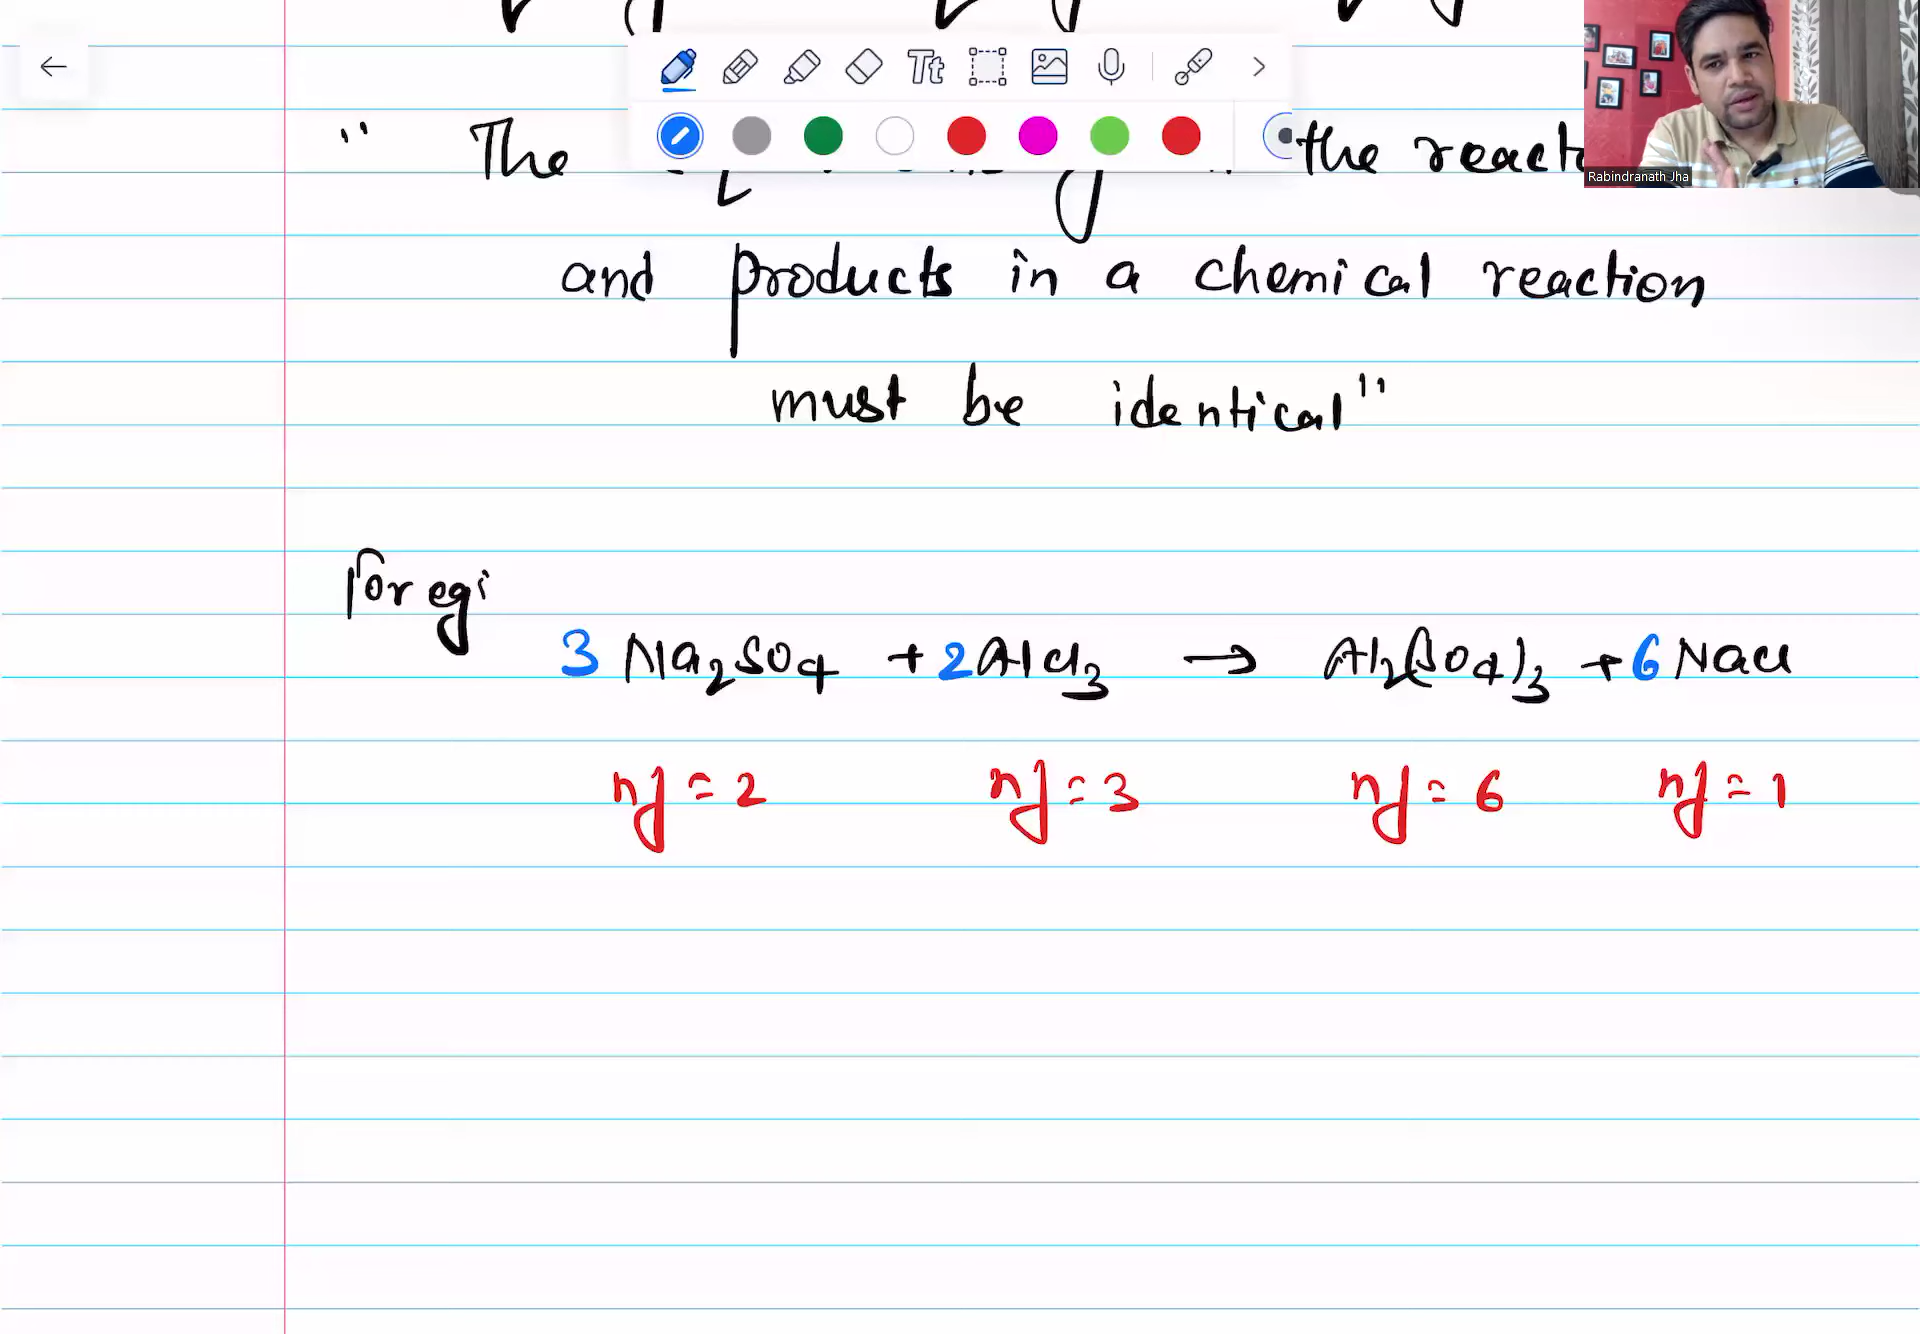 Tt
" The the react
Rabindranath Jha
and products in a chemical reaction
must be identical"
For eg:
3 Na₂SO₄ + 2AlCl₃ → Al₂(SO₄)₃ + 6 NaCl
nf = 2 nf = 3 nf = 6 nf = 1